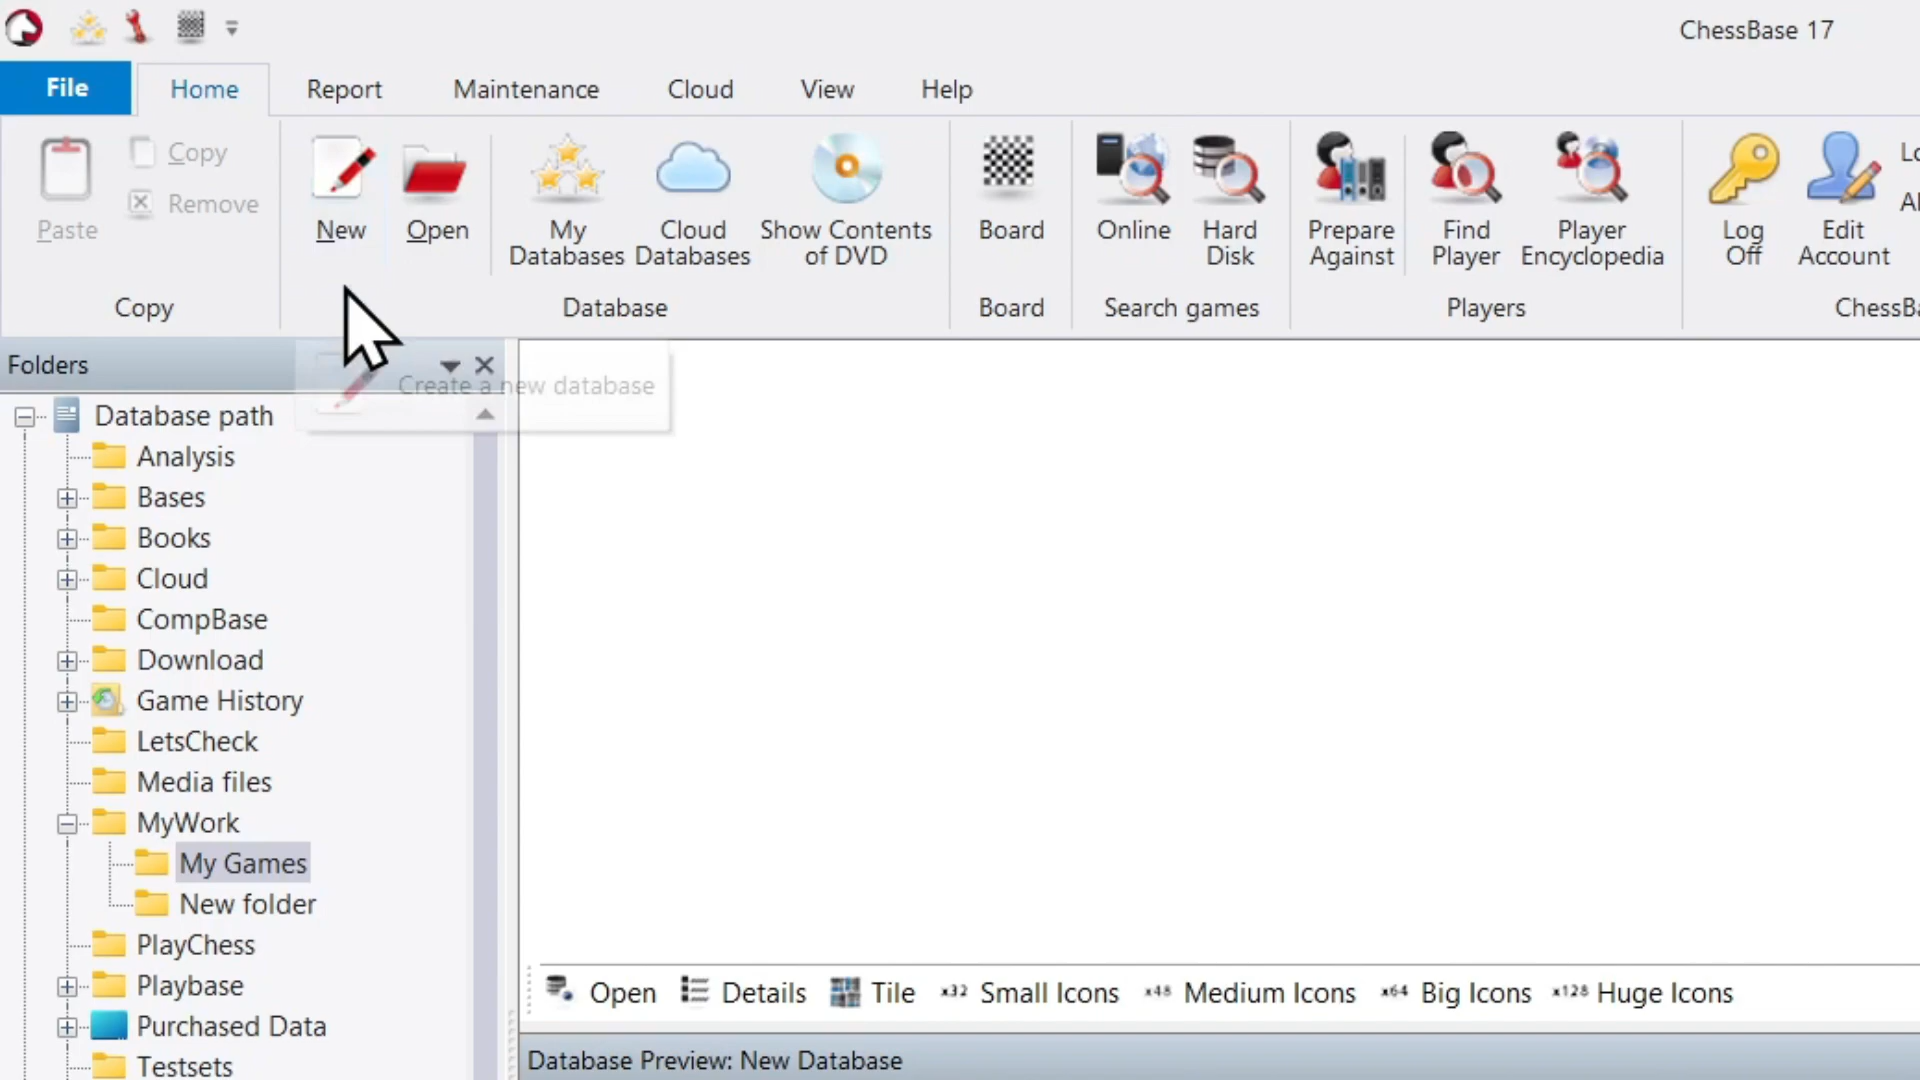 ChessBase 17
File Home Report Maintenance Cloud View Help
Paste
Copy
Remove
Copy
New
Open
My
Databases
Cloud
Databases
Show Contents
of DVD
Database
Board
Board
Online
Hard
Disk
Search games
Prepare
Against
Find
Player
Player
Encyclopedia
Players
Log
Off
Edit
Account
Folders
Create a new database
Database path
Analysis
Bases
Books
Cloud
CompBase
Download
Game History
LetsCheck
Media files
MyWork
My Games
New folder
PlayChess
Playbase
Purchased Data
Testsets
Open Details Tile x32 Small Icons x48 Medium Icons x64 Big Icons x128 Huge Icons
Database Preview: New Database